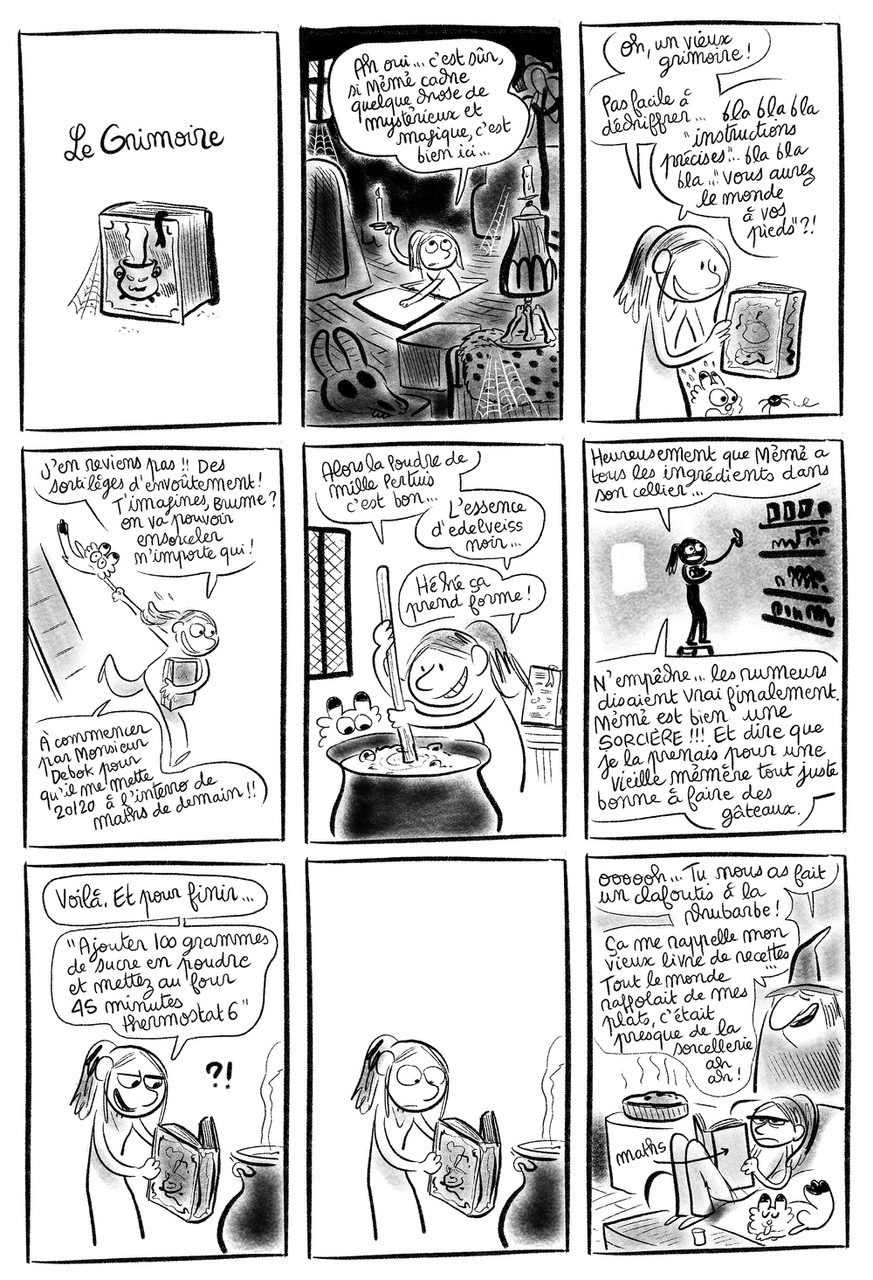 Le Grimoire
Ah oui... c'est sûr,
si Mémé cache
quelque chose de
mystérieux et
magique, c'est
bien ici...
Oh, un vieux
grimoire !
Pas facile à
déchiffrer...
bla bla bla
"instructions
précises"... bla bla
bla... "vous aurez
le monde
à vos
pieds"?!
J'en reviens pas !! Des
sortilèges d'envoûtement !
T'imagines, Brume ?
on va pouvoir
ensorceler
n'importe qui !
À commencer
par Monsieur
Debok pour
qu'il me mette
20/20 à l'interro de
maths de demain !!
Alors la poudre de
mille pertuis
c'est bon...
L'essence
d'edelweiss
noir...
Hé hé ça
prend forme !
Heureusement que Mémé a
tous les ingrédients dans
son cellier...
N'empêche... les rumeurs
disaient vrai finalement.
Mémé est bien une
SORCIÈRE !!! Et dire que
je la prenais pour une
vieille mémère tout juste
bonne à faire des
gâteaux.
Voilà. Et pour finir...
"Ajouter 100 grammes
de sucre en poudre
et mettez au four
45 minutes
thermostat 6"
?!
oooooh... Tu nous as fait
un clafoutis à la
rhubarbe !
Ça me rappelle mon
vieux livre de recettes
...
Tout le monde
raffolait de mes
plats, c'était
presque de la
sorcellerie
ah
ah !
maths